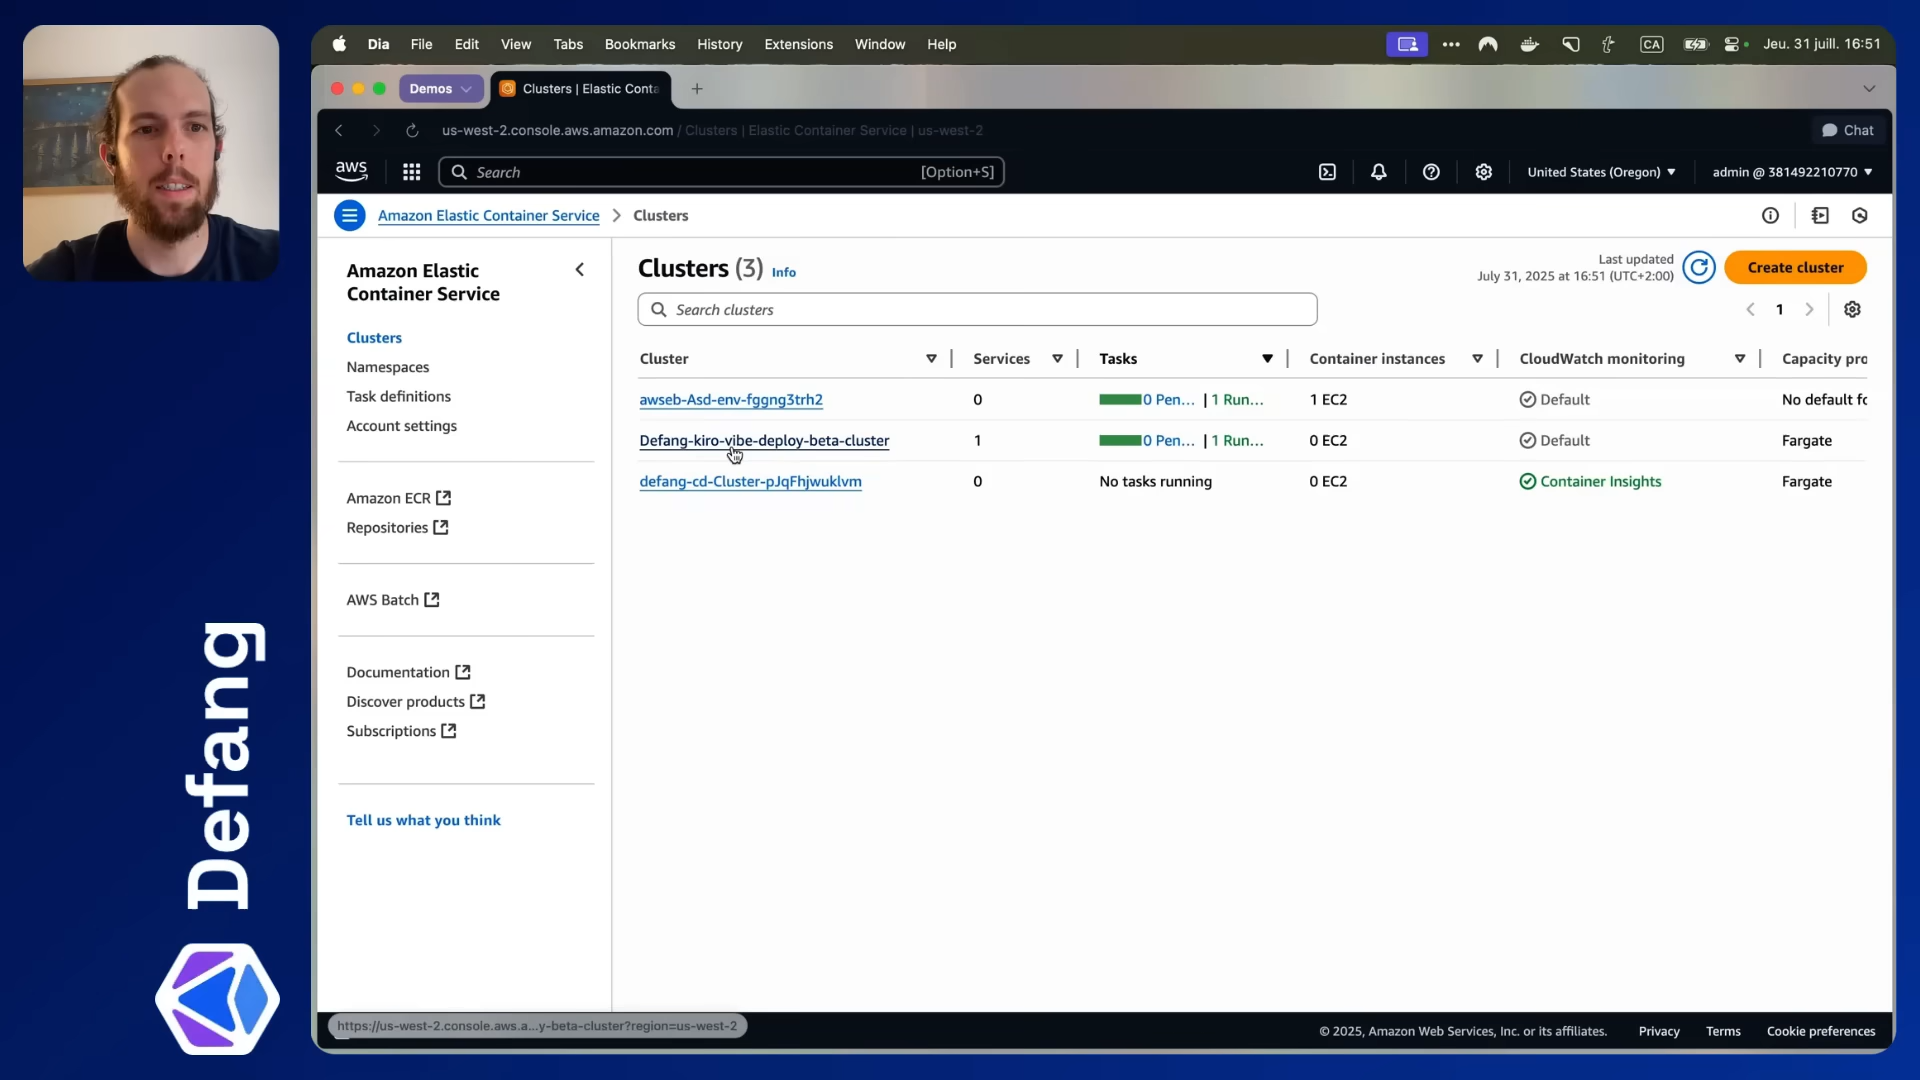 Dia File Edit View Tabs Bookmarks History Extensions Window Help
CA Jeu. 31 juill. 16:51
Demos
Clusters | Elastic Conta
us-west-2.console.aws.amazon.com / Clusters | Elastic Container Service | us-west-2
Chat
aws
Search [Option+S]
United States (Oregon)
admin @ 381492210770
Amazon Elastic Container Service
Clusters
Amazon Elastic
Container Service
Clusters
Namespaces
Task definitions
Account settings
Amazon ECR
Repositories
AWS Batch
Documentation
Discover products
Subscriptions
Tell us what you think
Clusters (3) Info
Last updated
July 31, 2025 at 16:51 (UTC+2:00)
Create cluster
Search clusters
1
Cluster Services Tasks Container instances CloudWatch monitoring Capacity pro
awseb-Asd-env-fggng3trh2 0 0 Pen... | 1 Run... 1 EC2 Default No default fo
Defang-kiro-vibe-deploy-beta-cluster 1 0 Pen... | 1 Run... 0 EC2 Default Fargate
defang-cd-Cluster-pJqFhjwuklvm 0 No tasks running 0 EC2 Container Insights Fargate
https://us-west-2.console.aws.a...y-beta-cluster?region=us-west-2
© 2025, Amazon Web Services, Inc. or its affiliates. Privacy Terms Cookie preferences
Defang